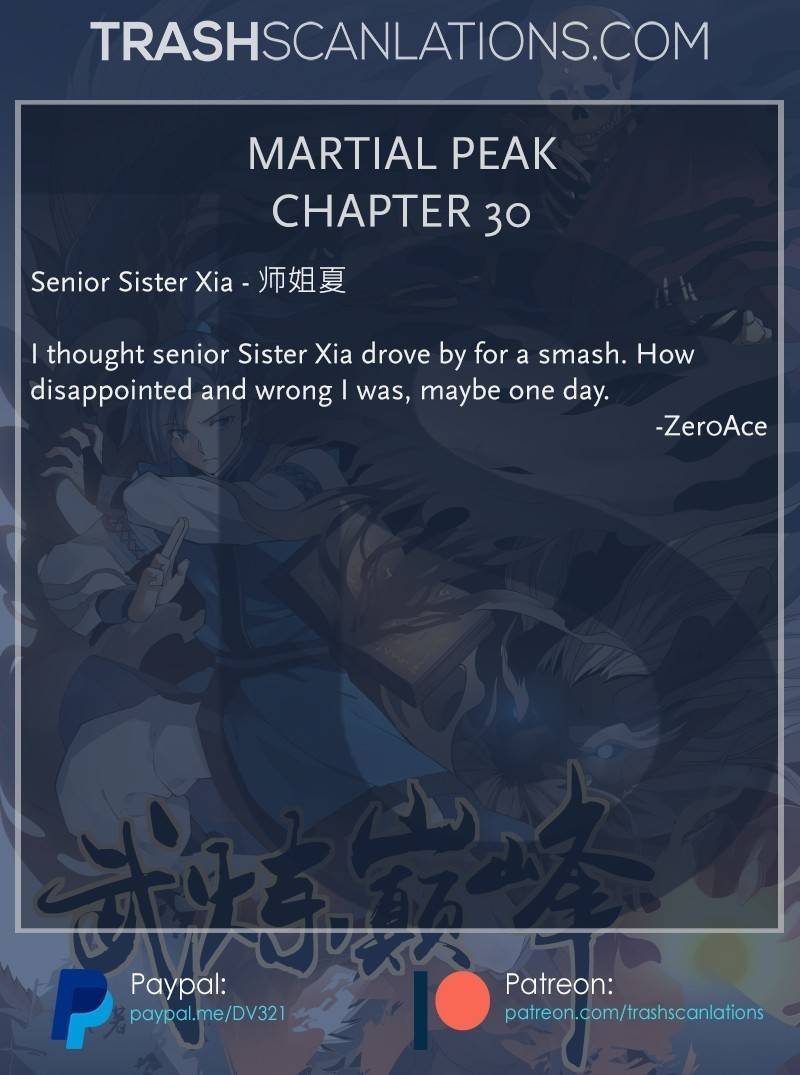 TRASHSCANLATIONS.COM
MARTIAL PEAK
CHAPTER 30
Senior Sister Xia - 师姐夏
I thought senior Sister Xia drove by for a smash. How
disappointed and wrong I was, maybe one day.
-ZeroAce
武炼巅峰
Paypal:
paypal.me/DV321
Patreon:
patreon.com/trashscanlations